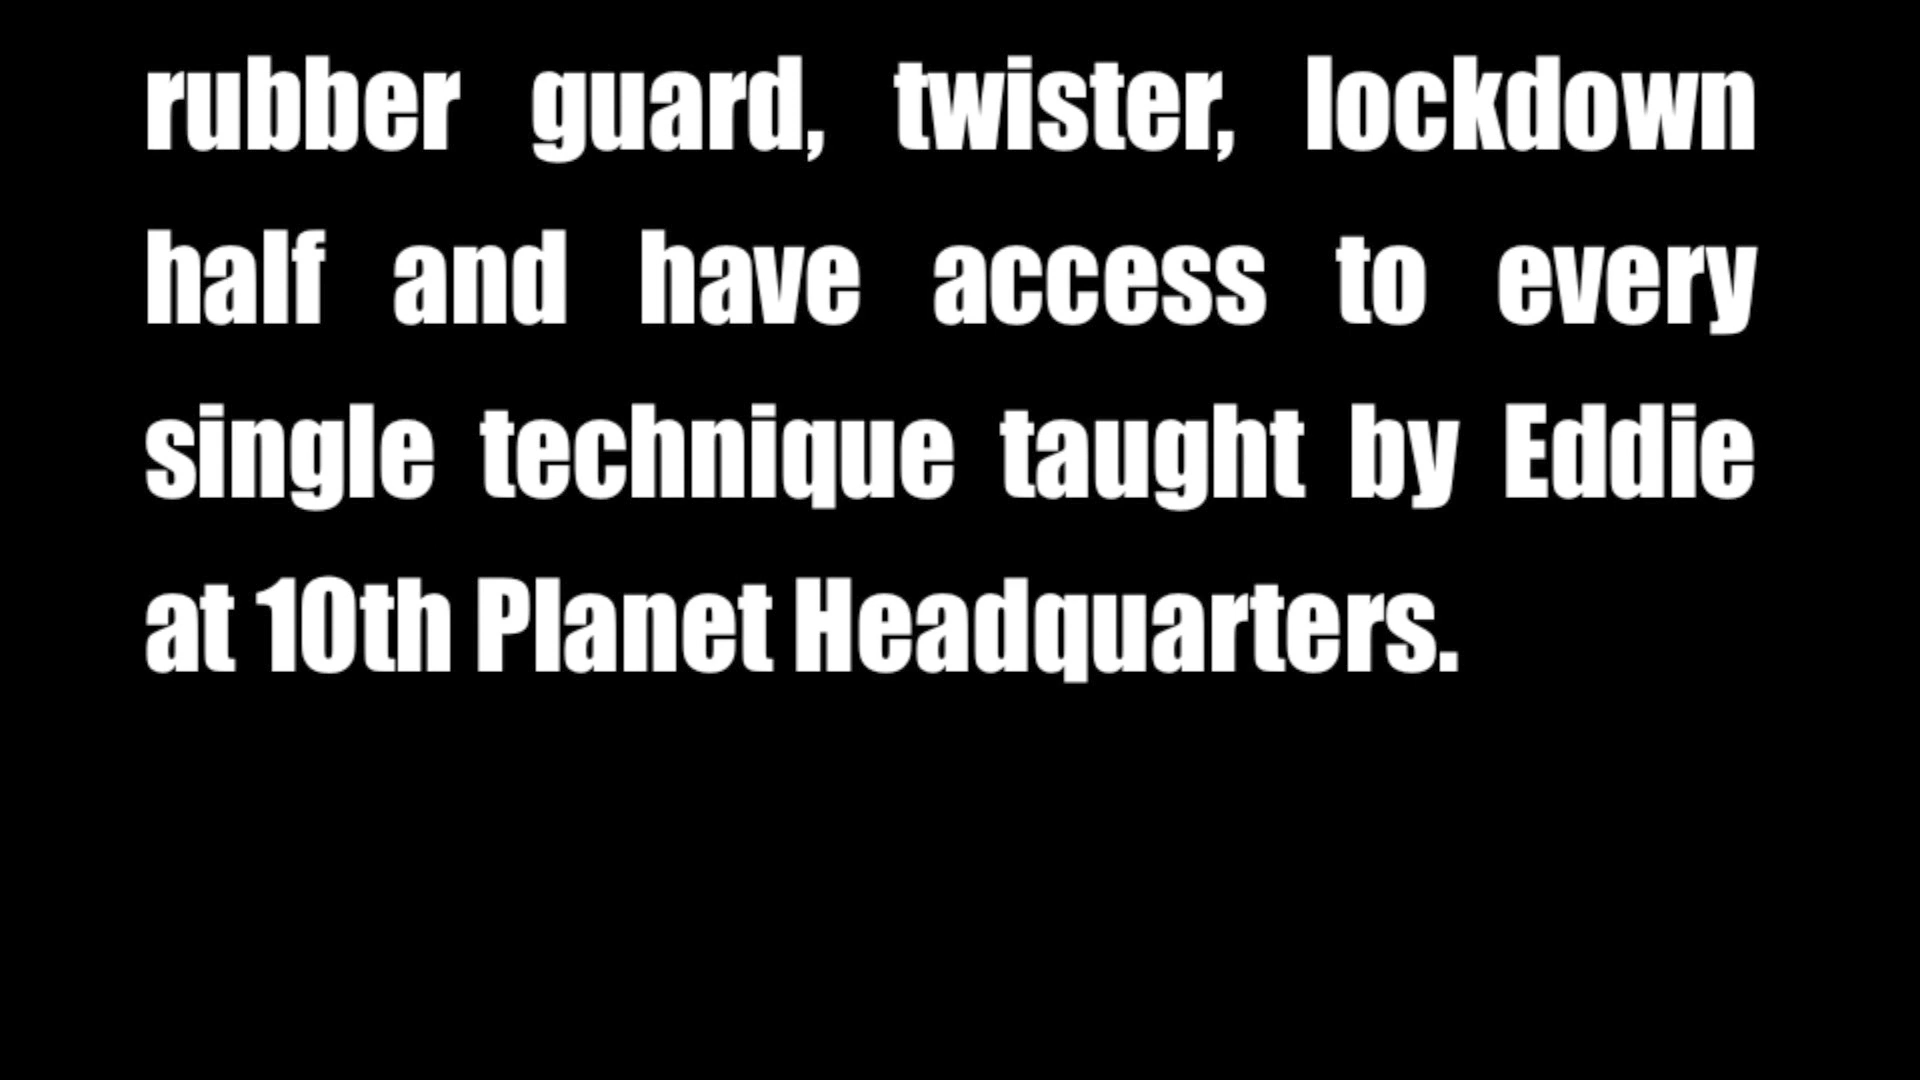 rubber guard, twister, lockdown
half and have access to every
single technique taught by Eddie
at 10th Planet Headquarters.